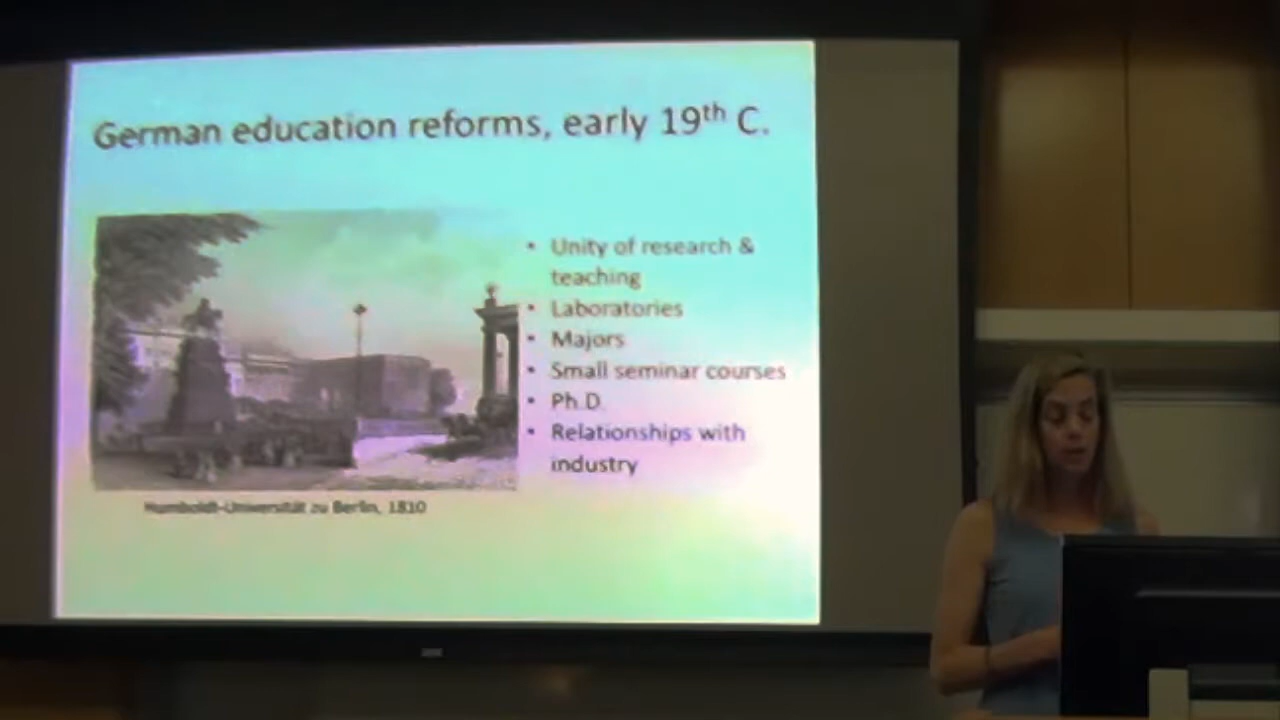 German education reforms, early 19th C.
• Unity of research &
teaching
• Laboratories
• Majors
• Small seminar courses
• Ph.D.
• Relationships with
industry
Humboldt-Universität zu Berlin, 1810